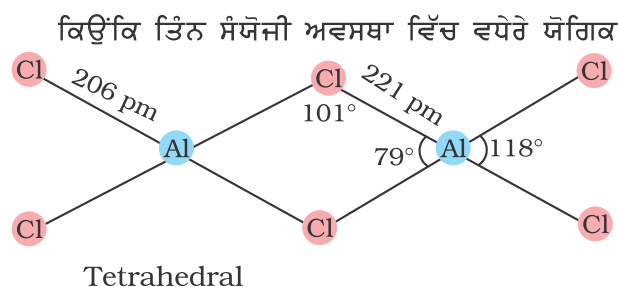 ਕਿਉਂਕਿ ਤਿੰਨ ਸੰਯੋਜੀ ਅਵਸਥਾ ਵਿੱਚ ਵਧੇਰੇ ਯੋਗਿਕ
Cl 206 pm Cl 221 pm Cl
101°
Al 79° Al 118°
Cl Cl Cl
Tetrahedral